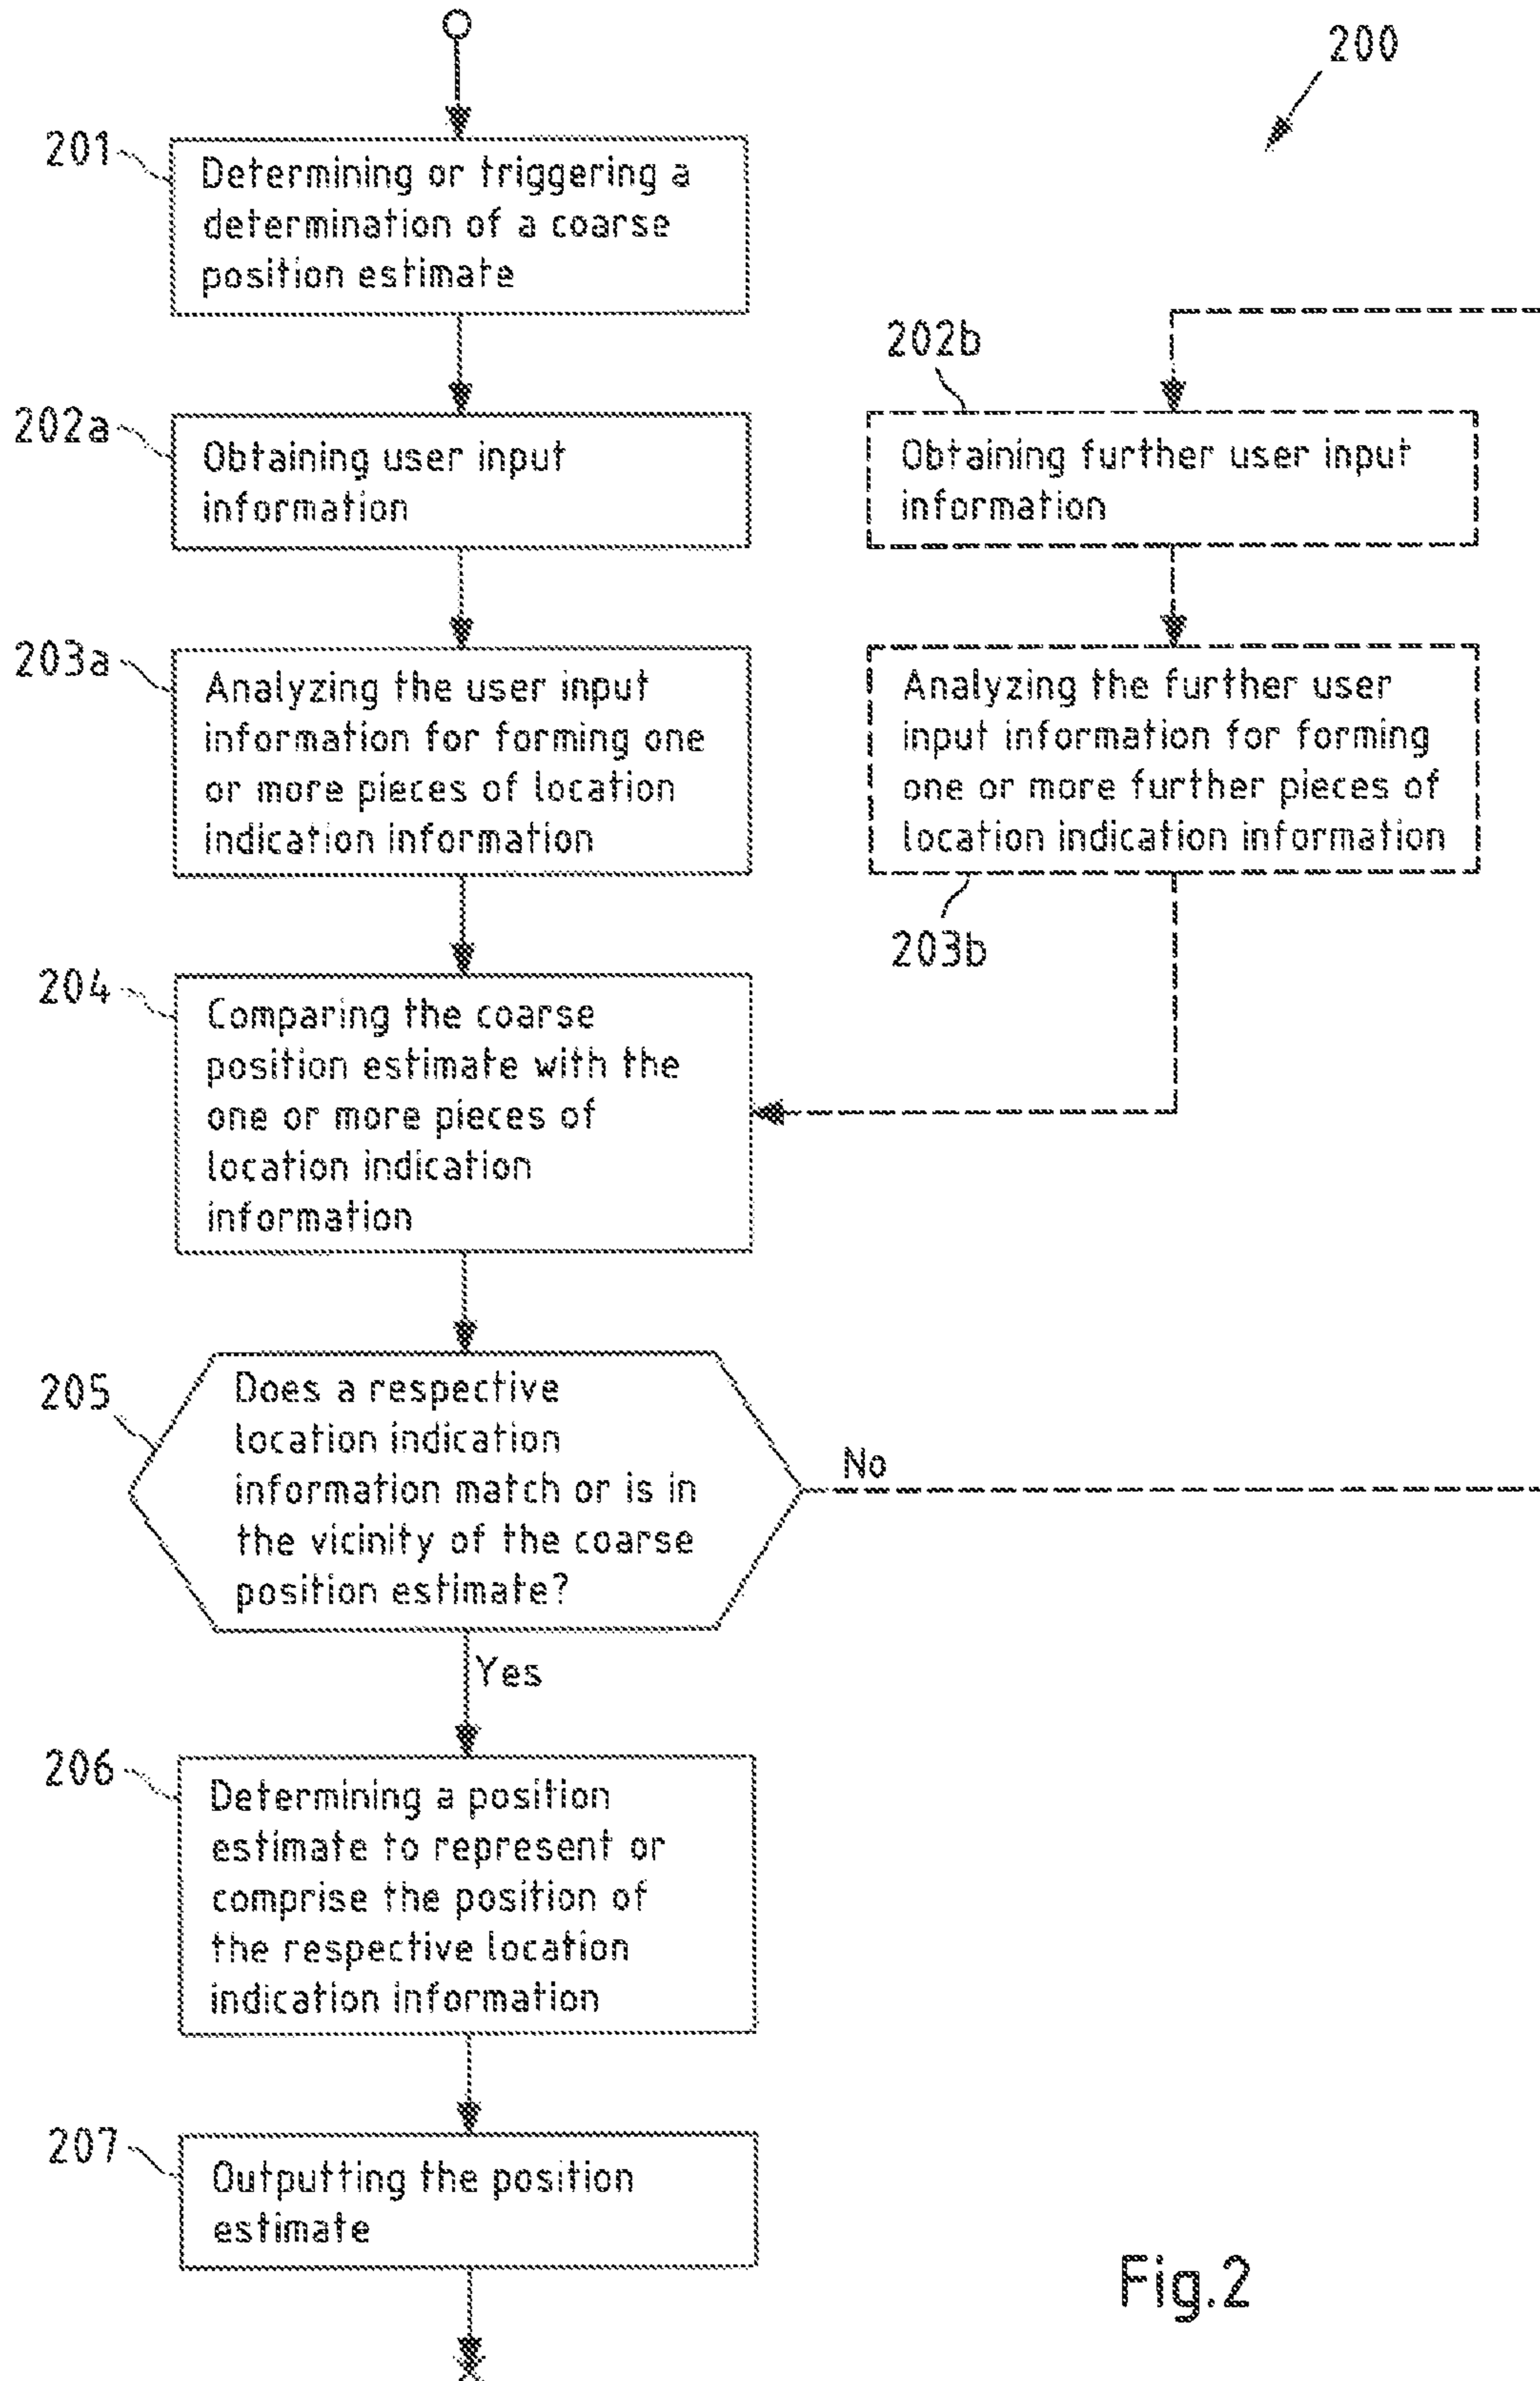 200
201
Determining or triggering a
determination of a coarse
position estimate
202a
Obtaining user input
information
202b
Obtaining further user input
information
203a
Analyzing the user input
information for forming one
or more pieces of location
indication information
Analyzing the further user
input information for forming
one or more further pieces of
location indication information
203b
204
Comparing the coarse
position estimate with the
one or more pieces of
location indication
information
205
Does a respective
location indication
information match or is in
the vicinity of the coarse
position estimate?
No
Yes
206
Determining a position
estimate to represent or
comprise the position of
the respective location
indication information
207
Outputting the position
estimate
Fig.2